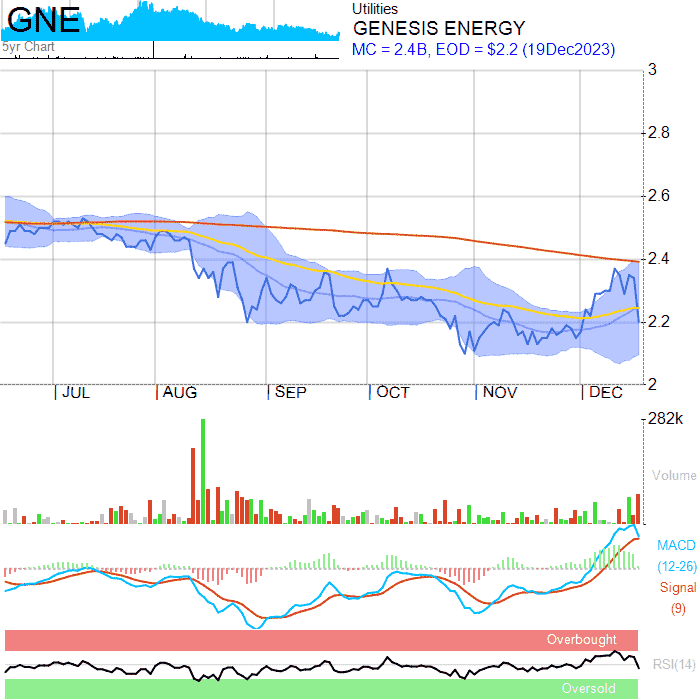 GNE
5yr Chart
Utilities
GENESIS ENERGY
MC = 2.4B, EOD = $2.2 (19Dec2023)
3
2.8
2.6
2.4
2.2
2
JUL
AUG
SEP
OCT
NOV
DEC
282k
Volume
MACD
(12-26)
Signal
(9)
Overbought
RSI(14)
Oversold